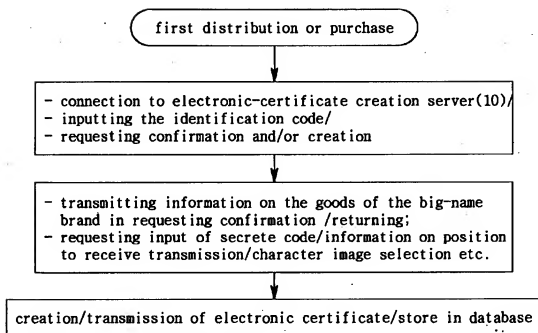 first distribution or purchase
- connection to electronic-certificate creation server(10)/
- inputting the identification code/
- requesting confirmation and/or creation
- transmitting information on the goods of the big-name
brand in requesting confirmation /returning;
- requesting input of secrete code/information on position
to receive transmission/character image selection etc.
creation/transmission of electronic certificate/store in database